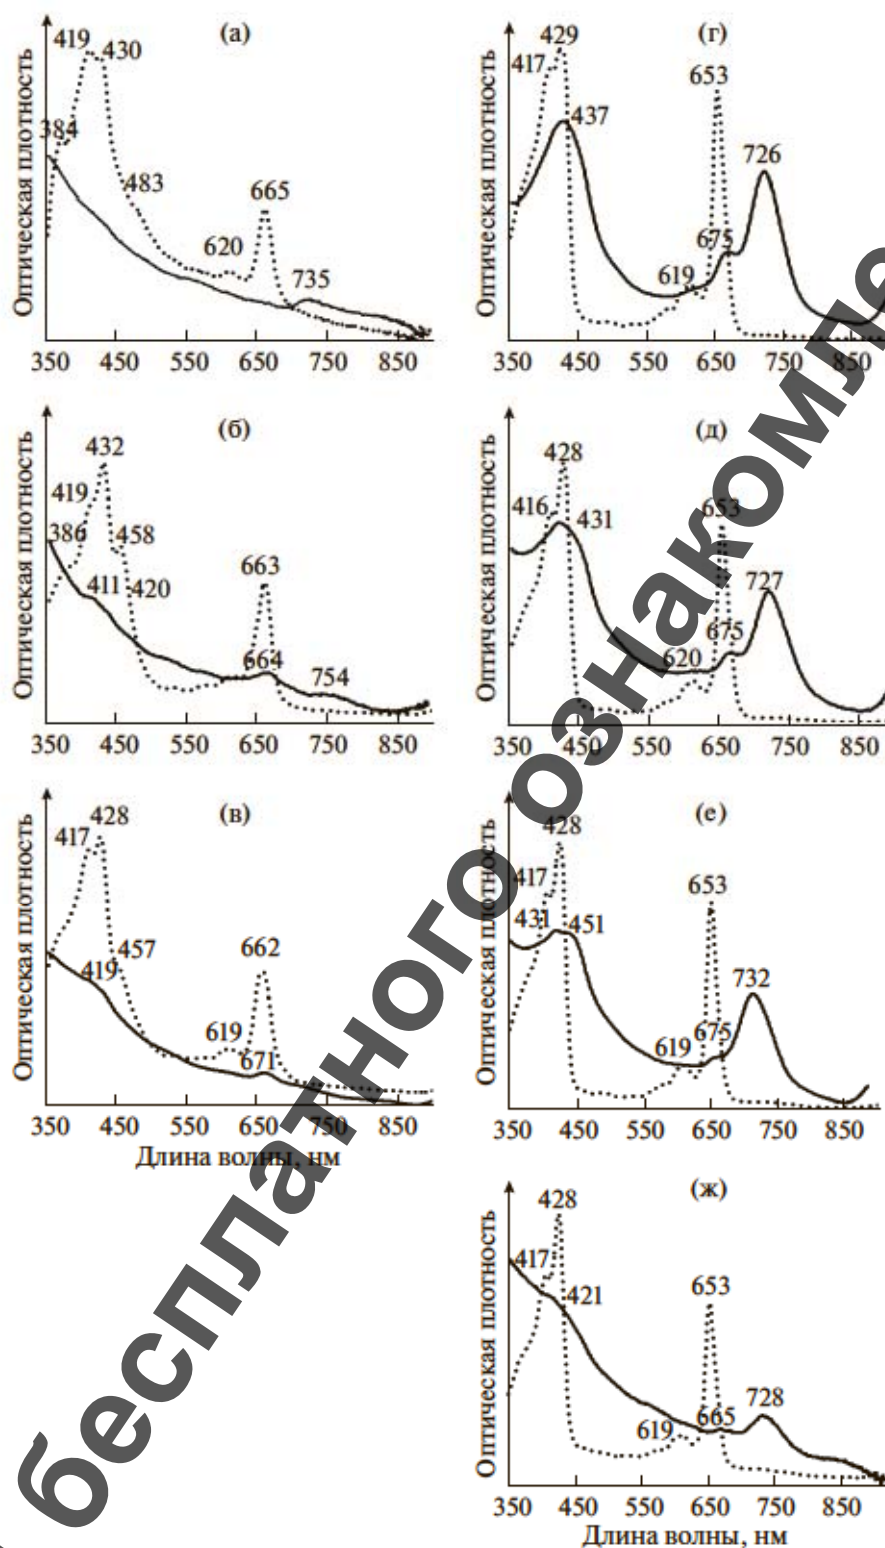 (а)
Оптическая плотность
419
430
384
483
620
665
735
350 450 550 650 750 850
(б)
Оптическая плотность
432
419
386
458
411
420
663
664
754
350 450 550 650 750 850
(в)
Оптическая плотность
428
417
457
419
662
619
671
350 450 550 650 750 850
Длина волны, нм
(г)
Оптическая плотность
429
417
437
653
726
675
619
350 450 550 650 750 850
(д)
Оптическая плотность
428
416
431
653
727
675
620
350 450 550 650 750 850
(е)
Оптическая плотность
428
417
431
451
653
732
675
619
350 450 550 650 750 850
(ж)
Оптическая плотность
428
417
421
653
728
665
619
350 450 550 650 750 850
Длина волны, нм
бесплатного ознакомле